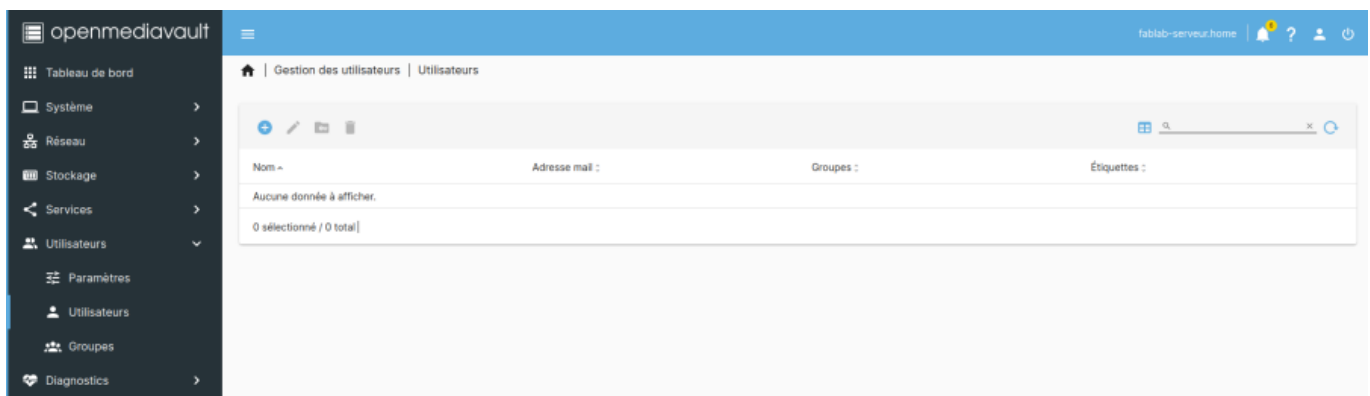 openmediavault
fablab-serveur.home
?
Tableau de bord
Gestion des utilisateurs | Utilisateurs
Système
Réseau
Nom
Adresse mail
Groupes
Étiquettes
Stockage
Aucune donnée à afficher.
Services
0 sélectionné / 0 total
Utilisateurs
Paramètres
Utilisateurs
Groupes
Diagnostics